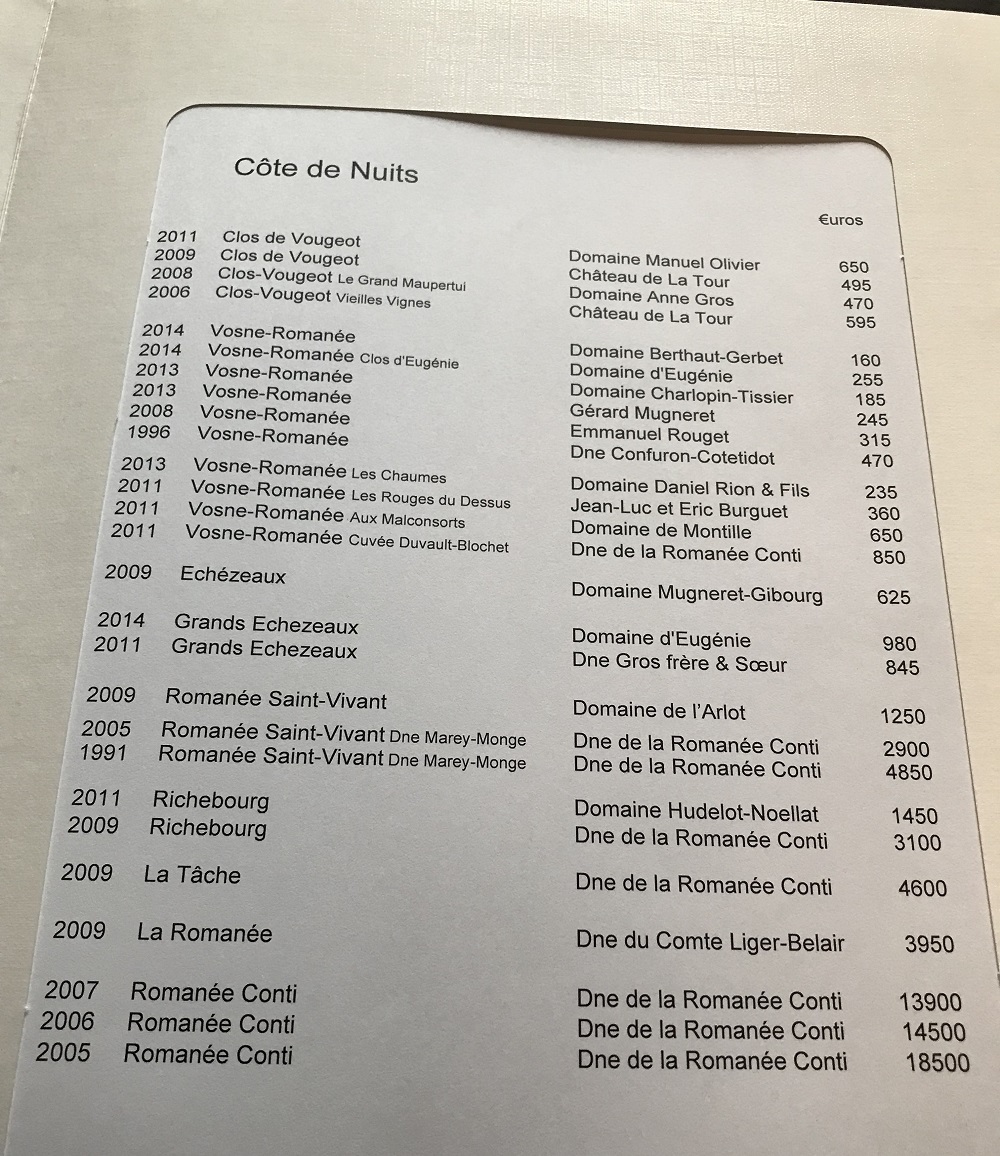 Côte de Nuits
€uros
2011 Clos de Vougeot Domaine Manuel Olivier 650
2009 Clos de Vougeot Château de La Tour 495
2008 Clos-Vougeot Le Grand Maupertui Domaine Anne Gros 470
2006 Clos-Vougeot Vieilles Vignes Château de La Tour 595
2014 Vosne-Romanée Domaine Berthaut-Gerbet 160
2014 Vosne-Romanée Clos d'Eugénie Domaine d'Eugénie 255
2013 Vosne-Romanée Domaine Charlopin-Tissier 185
2013 Vosne-Romanée Gérard Mugneret 245
2008 Vosne-Romanée Emmanuel Rouget 315
1996 Vosne-Romanée Dne Confuron-Cotetidot 470
2013 Vosne-Romanée Les Chaumes Domaine Daniel Rion & Fils 235
2011 Vosne-Romanée Les Rouges du Dessus Jean-Luc et Eric Burguet 360
2011 Vosne-Romanée Aux Malconsorts Domaine de Montille 650
2011 Vosne-Romanée Cuvée Duvault-Blochet Dne de la Romanée Conti 850
2009 Echézeaux Domaine Mugneret-Gibourg 625
2014 Grands Echezeaux Domaine d'Eugénie 980
2011 Grands Echezeaux Dne Gros frère & Sœur 845
2009 Romanée Saint-Vivant Domaine de l'Arlot 1250
2005 Romanée Saint-Vivant Dne Marey-Monge Dne de la Romanée Conti 2900
1991 Romanée Saint-Vivant Dne Marey-Monge Dne de la Romanée Conti 4850
2011 Richebourg Domaine Hudelot-Noellat 1450
2009 Richebourg Dne de la Romanée Conti 3100
2009 La Tâche Dne de la Romanée Conti 4600
2009 La Romanée Dne du Comte Liger-Belair 3950
2007 Romanée Conti Dne de la Romanée Conti 13900
2006 Romanée Conti Dne de la Romanée Conti 14500
2005 Romanée Conti Dne de la Romanée Conti 18500